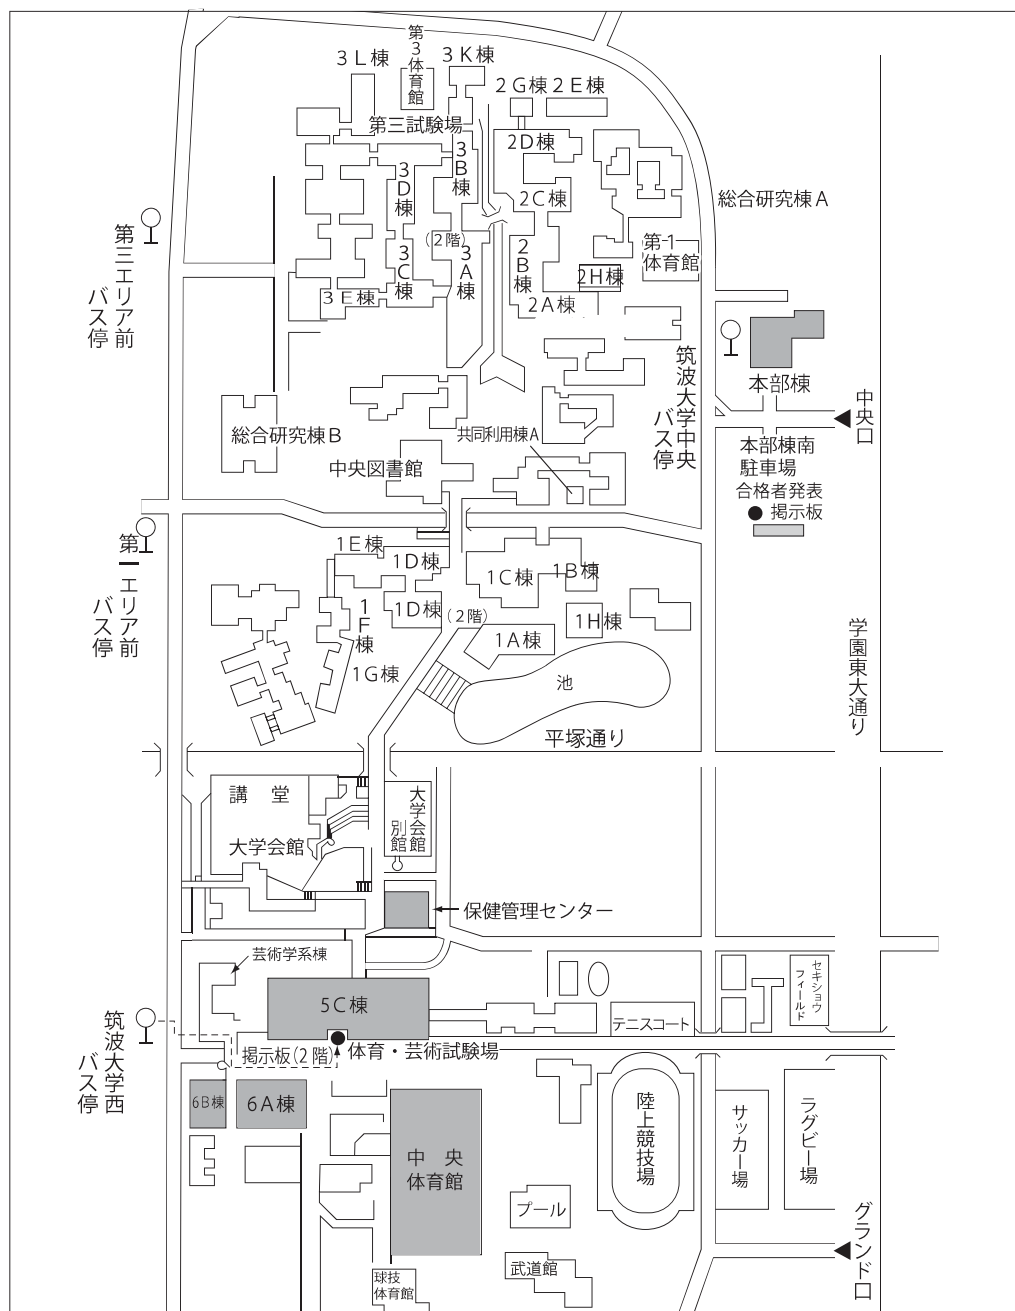 第3体育館
3L棟
3K棟
2G棟
2E棟
第三試験場
2D棟
3B棟
3D棟
2C棟
総合研究棟A
第三エリア前
バス停
(2階)
3A棟
3C棟
2B棟
第1
体育館
2H棟
3E棟
2A棟
筑波大学中央
バス停
本部棟
中央口
総合研究棟B
共同利用棟A
中央図書館
本部棟南
駐車場
合格者発表
掲示板
第一エリア前
バス停
1E棟
1D棟
1C棟
1B棟
1F棟
1D棟
(2階)
1H棟
1A棟
1G棟
池
学園東大通り
平塚通り
講 堂
大学会館
大学会館
別館
保健管理センター
芸術学系棟
セキショウ
フィールド
5C棟
テニスコート
筑波大学西
バス停
掲示板(2階)
体育・芸術試験場
6B棟
6A棟
陸上競技場
サッカー場
ラグビー場
中 央
体育館
プール
グランド口
武道館
球技
体育館